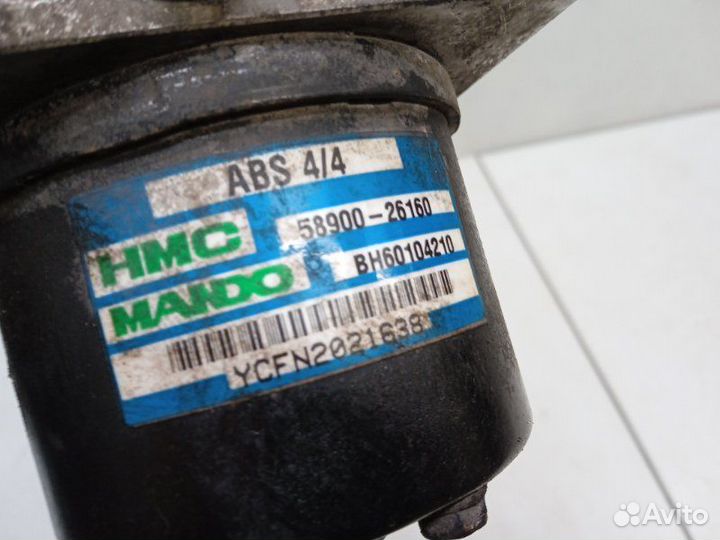 ABS 4/4
HMC 58900-26160
MANDO BH60104210
YCFN2021638
Avito